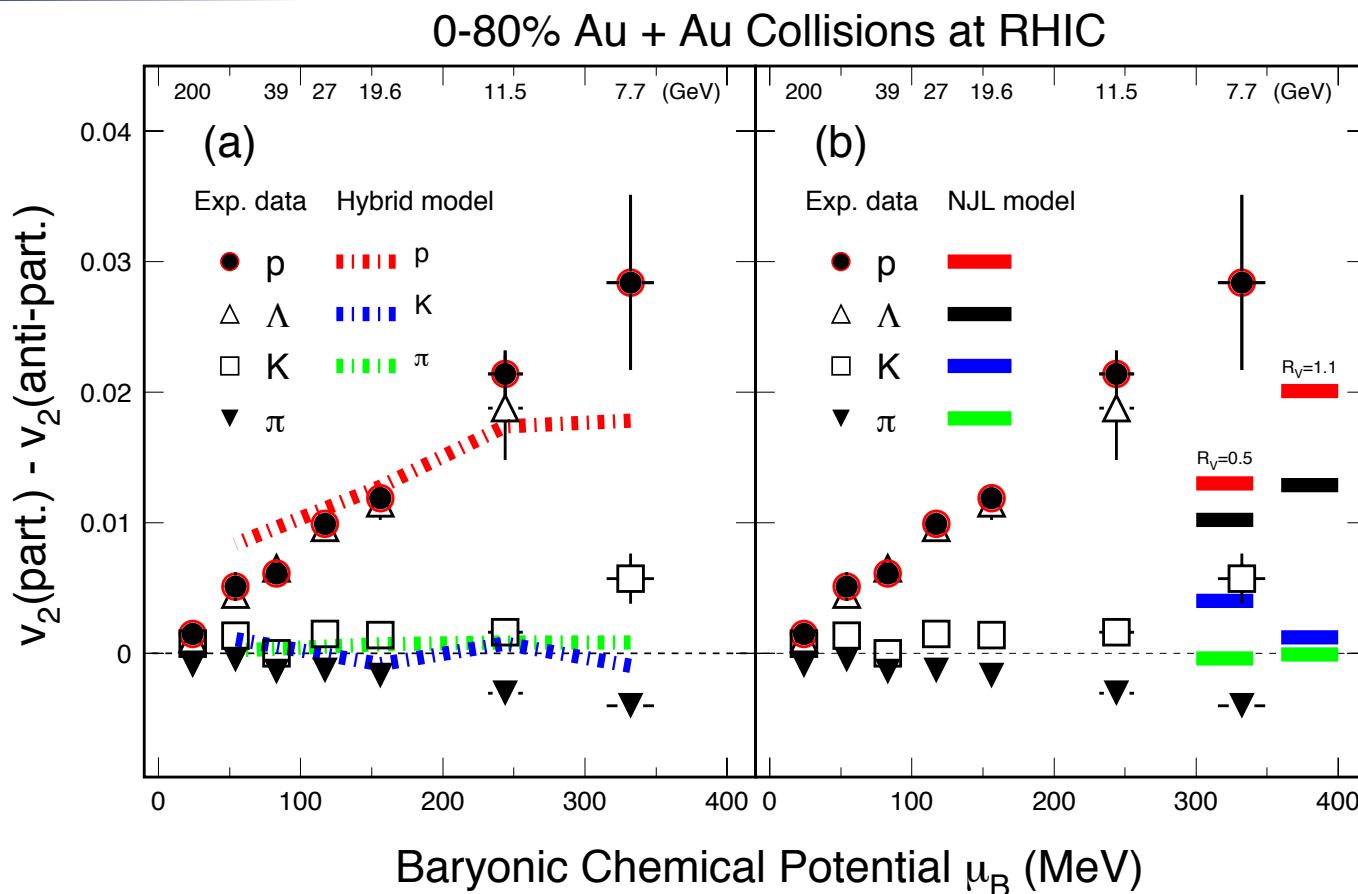 0-80% Au + Au Collisions at RHIC
200 39 27 19.6 11.5 7.7 (GeV)
(a)
Exp. data Hybrid model
p p
Λ K
K π
π
200 39 27 19.6 11.5 7.7 (GeV)
(b)
Exp. data NJL model
p
Λ
K
π
R_V=1.1
R_V=0.5
v_2(part.) - v_2(anti-part.)
0.04
0.03
0.02
0.01
0
0 100 200 300 400
0 100 200 300 400
Baryonic Chemical Potential μ_B (MeV)